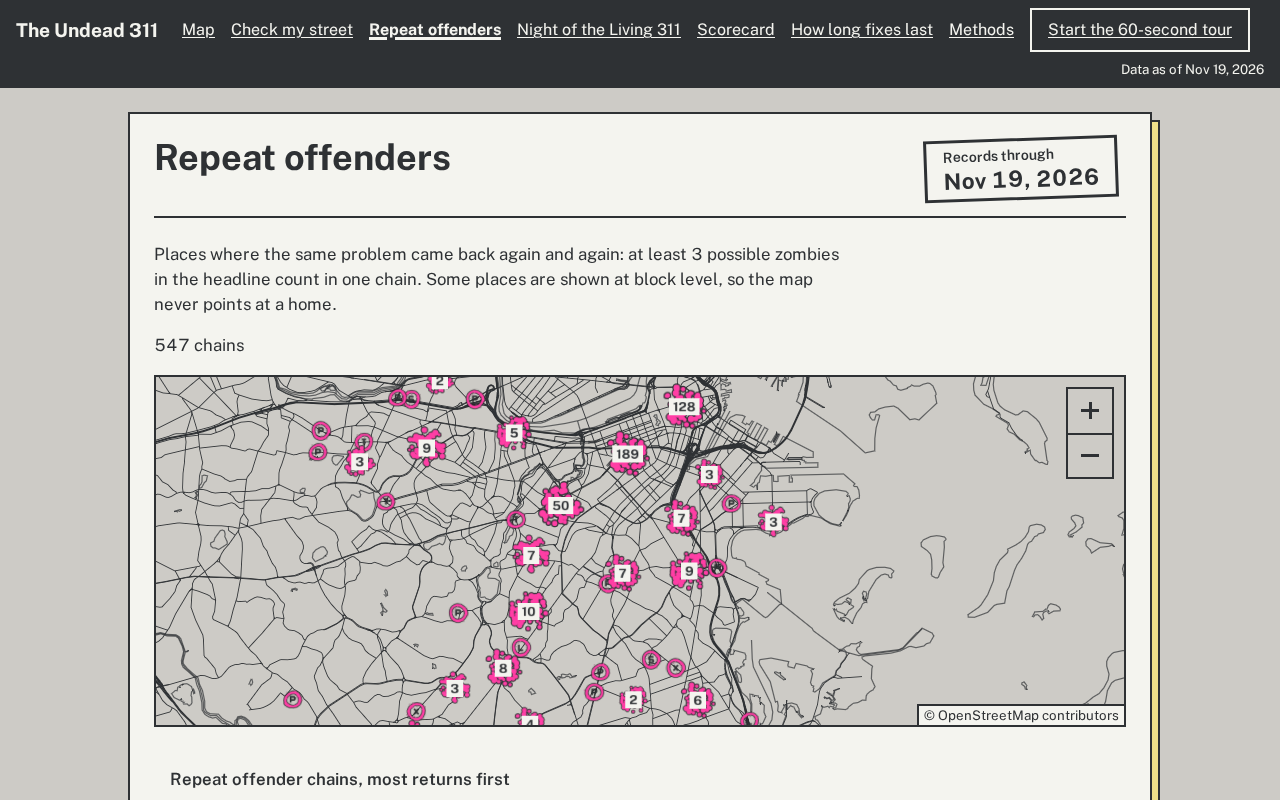 The Undead 311
Map
Check my street
Repeat offenders
Night of the Living 311
Scorecard
How long fixes last
Methods
Start the 60-second tour
Data as of Nov 19, 2026
Repeat offenders
Records through
Nov 19, 2026
Places where the same problem came back again and again: at least 3 possible zombies
in the headline count in one chain. Some places are shown at block level, so the map
never points at a home.
547 chains
2
128
P
5
9
3
P
189
3
P
50
7
3
7
7
9
P
10
8
S
X
3
2
6
P
X
+
−
© OpenStreetMap contributors
Repeat offender chains, most returns first